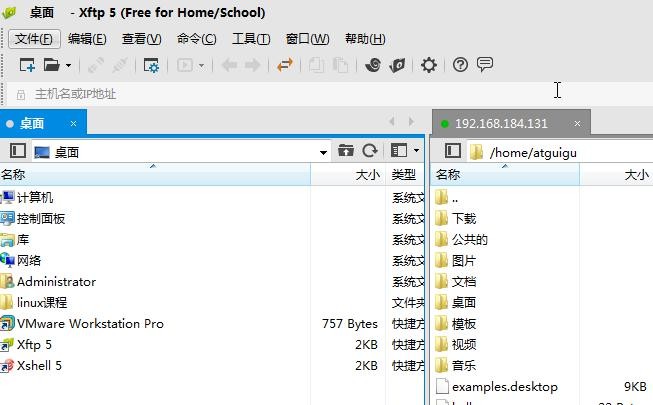 桌面 - Xftp 5 (Free for Home/School)
文件(F) 编辑(E) 查看(V) 命令(C) 工具(T) 窗口(W) 帮助(H)
主机名或IP地址
桌面 × 192.168.184.131 ×
桌面 /home/atguigu
名称 大小 类型 名称 大小
计算机 系统文 ..
控制面板 系统文 下载
库 系统文 公共的
网络 系统文 图片
Administrator 系统文 文档
linux课程 文件夹 桌面
VMware Workstation Pro 757 Bytes 快捷方 模板
Xftp 5 2KB 快捷方 视频
Xshell 5 2KB 快捷方 音乐
examples.desktop 9KB